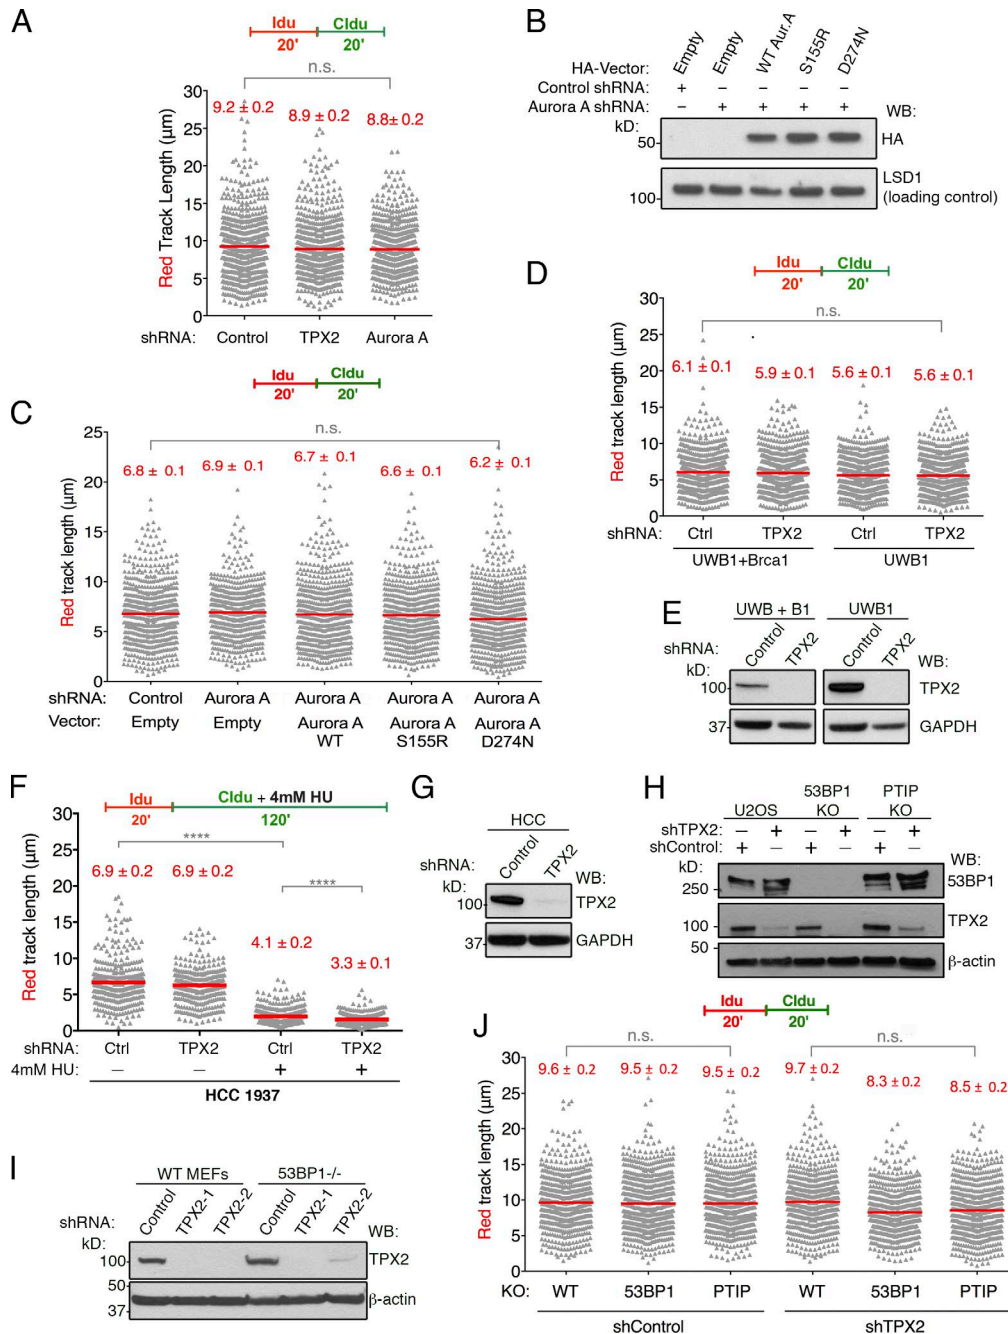 A
Idu Cldu
20' 20'
n.s.
9.2 ± 0.2 8.9 ± 0.2 8.8± 0.2
Red Track Length (µm)
30
25
20
15
10
5
0
shRNA: Control TPX2 Aurora A
B
HA-Vector: Empty Empty WT Aur.A S155R D274N
Control shRNA: + – – – –
Aurora A shRNA: – + + + +
WB:
kD:
50 HA
100 LSD1
(loading control)
C
Idu Cldu
20' 20'
n.s.
6.8 ± 0.1 6.9 ± 0.1 6.7 ± 0.1 6.6 ± 0.1 6.2 ± 0.1
Red track length (µm)
25
20
15
10
5
0
shRNA: Control Aurora A Aurora A Aurora A Aurora A
Vector: Empty Empty Aurora A Aurora A Aurora A
WT S155R D274N
D
Idu Cldu
20' 20'
n.s.
6.1 ± 0.1 5.9 ± 0.1 5.6 ± 0.1 5.6 ± 0.1
Red track length (µm)
30
25
20
15
10
5
0
shRNA: Ctrl TPX2 Ctrl TPX2
UWB1+Brca1 UWB1
E
UWB + B1 UWB1
shRNA: Control TPX2 Control TPX2
kD: WB:
100 TPX2
37 GAPDH
F
Idu Cldu + 4mM HU
20' 120'
**** ****
6.9 ± 0.2 6.9 ± 0.2 4.1 ± 0.2 3.3 ± 0.1
Red track length (µm)
30
25
20
15
10
5
0
shRNA: Ctrl TPX2 Ctrl TPX2
4mM HU: – – + +
HCC 1937
G
HCC
shRNA: Control TPX2
kD: WB:
100 TPX2
37 GAPDH
H
U2OS 53BP1 KO PTIP KO
shTPX2: – + – + – +
shControl: + – + – + –
kD: WB:
250 53BP1
100 TPX2
50 β-actin
I
WT MEFs 53BP1-/-
shRNA: Control TPX2-1 TPX2-2 Control TPX2-1 TPX2-2
kD: WB:
100 TPX2
50
37 β-actin
J
Idu Cldu
20' 20'
n.s. n.s.
9.6 ± 0.2 9.5 ± 0.2 9.5 ± 0.2 9.7 ± 0.2 8.3 ± 0.2 8.5 ± 0.2
Red track length (µm)
30
25
20
15
10
5
0
KO: WT 53BP1 PTIP WT 53BP1 PTIP
shControl shTPX2